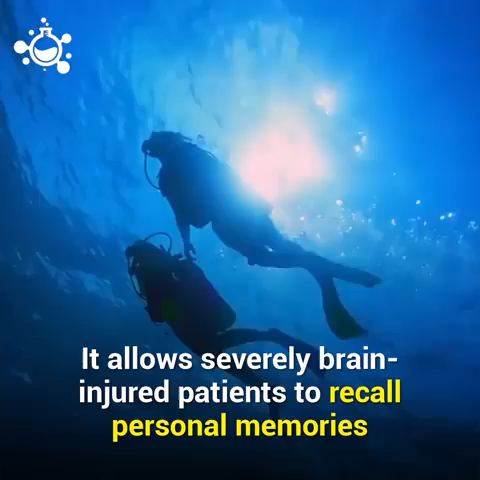 It allows severely brain-
injured patients to recall
personal memories